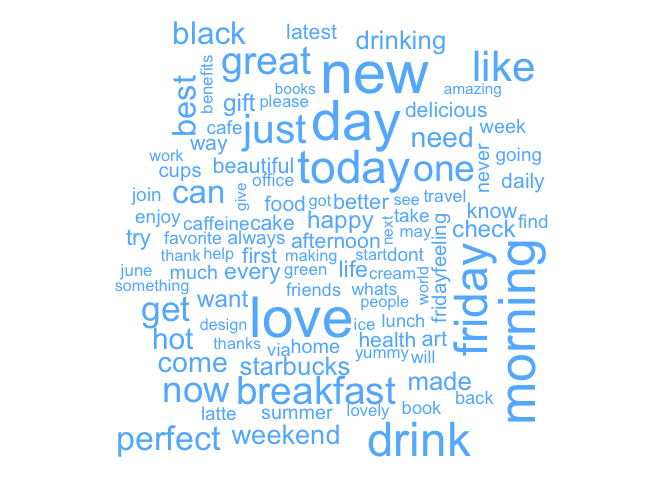 black
latest
drinking
great
new
like
benefits
books
amazing
best
gift
please
day
delicious
cafe
just
need
week
way
work
beautiful
today
one
never
going
cups
office
daily
join
can
give
food
got
better
see
travel
enjoy
caffeine
cake
happy
next
take
know
find
try
favorite
always
afternoon
may
fridayfeeling
check
thank
help
first
making
start
dont
june
much
every
green
life
cream
world
something
friends
whats
people
friday
morning
get
want
love
ice
lunch
design
hot
thanks
via
home
health
art
come
starbucks
yummy
will
now
breakfast
made
back
latte
summer
lovely
book
perfect
weekend
drink